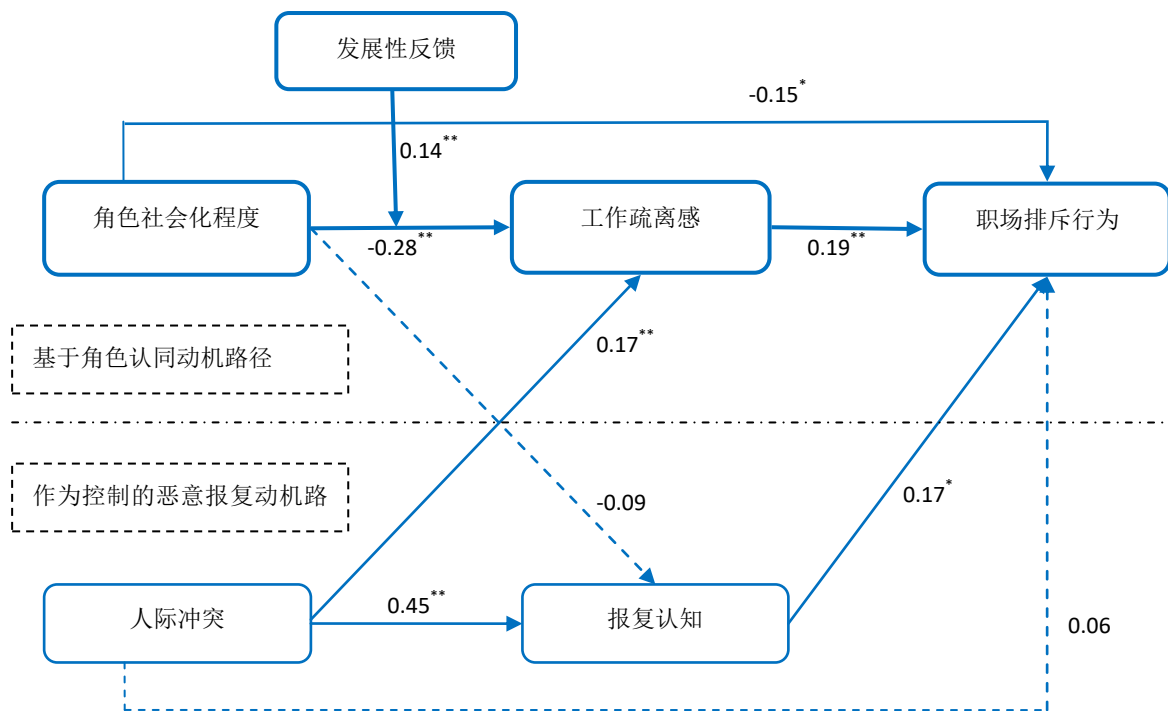 发展性反馈
-0.15*
0.14**
角色社会化程度
工作疏离感
职场排斥行为
-0.28**
0.19**
0.17**
基于角色认同动机路径
作为控制的恶意报复动机路
-0.09
0.17*
人际冲突
0.45**
报复认知
0.06